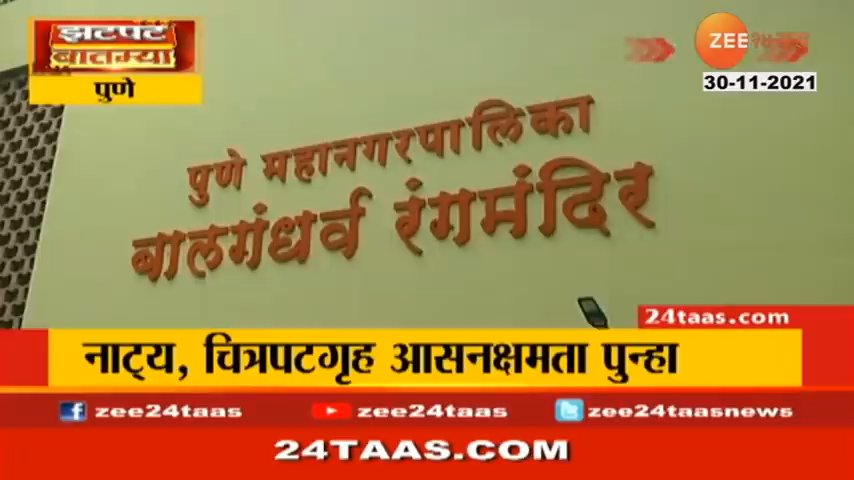 झटपट
बातम्या
पुणे
ZEE २४ तास
30-11-2021
पुणे महानगरपालिका
बालगंधर्व रंगमंदिर
24taas.com
नाट्य, चित्रपटगृह आसनक्षमता पुन्हा
zee24taas
zee24taas
zee24taasnews
24TAAS.COM